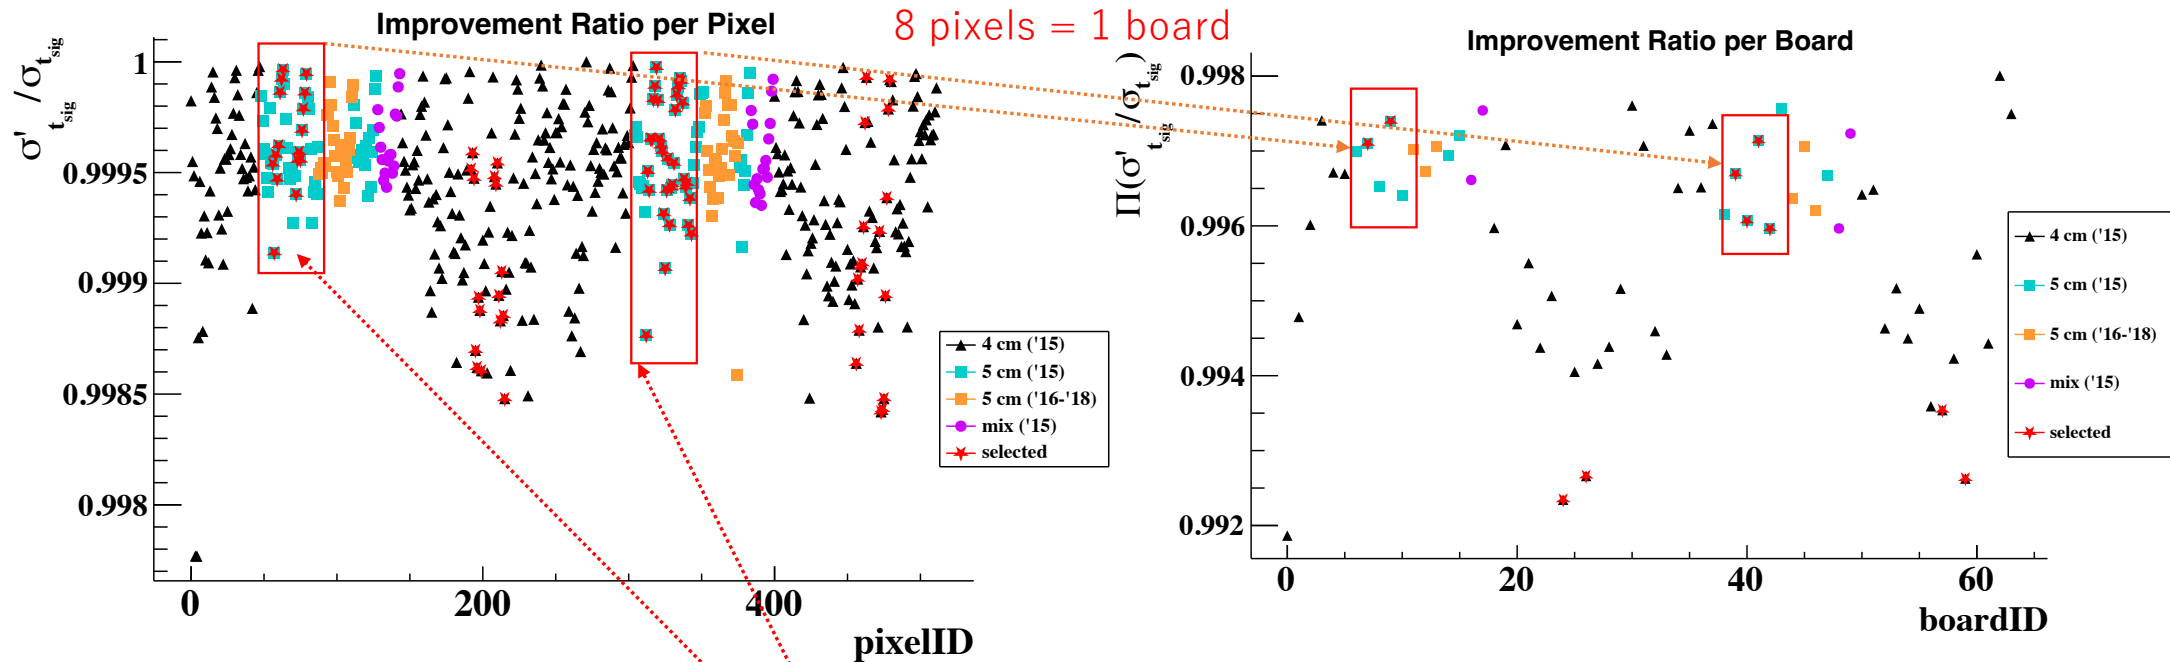 Improvement Ratio per Pixel
8 pixels = 1 board
Improvement Ratio per Board
σ'tsig/σtsig
1
0.9995
0.999
0.9985
0.998
0 200 400
pixelID
4 cm ('15)
5 cm ('15)
5 cm ('16-'18)
mix ('15)
selected
Π(σ'tsig/σtsig)
0.998
0.996
0.994
0.992
0 20 40 60
boardID
4 cm ('15)
5 cm ('15)
5 cm ('16-'18)
mix ('15)
selected